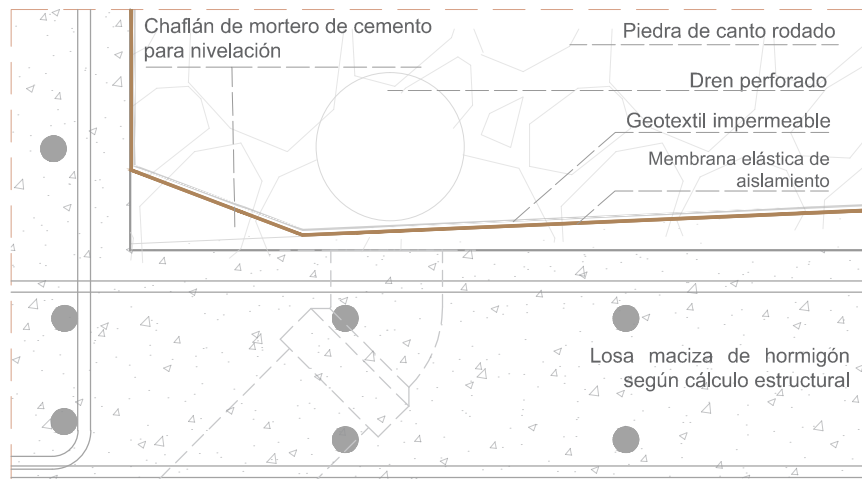 Chaflán de mortero de cemento
para nivelación
Piedra de canto rodado
Dren perforado
Geotextil impermeable
Membrana elástica de
aislamiento
Losa maciza de hormigón
según cálculo estructural